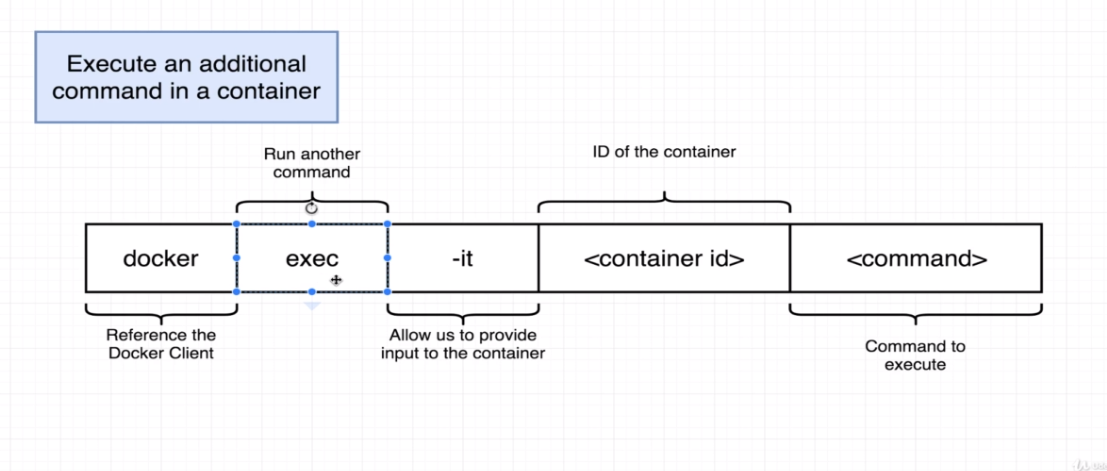 Execute an additional
command in a container
Run another
command
ID of the container
docker
exec
-it
<container id>
<command>
Reference the
Docker Client
Allow us to provide
input to the container
Command to
execute